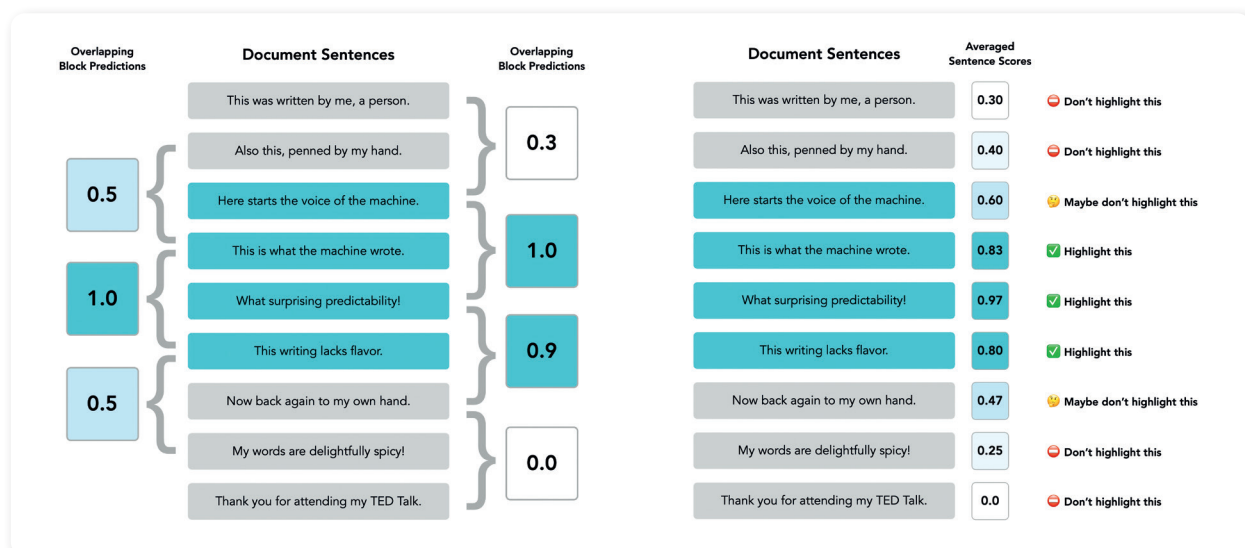 Overlapping
Block Predictions
Document Sentences
Overlapping
Block Predictions
This was written by me, a person.
Also this, penned by my hand.
Here starts the voice of the machine.
This is what the machine wrote.
What surprising predictability!
This writing lacks flavor.
Now back again to my own hand.
My words are delightfully spicy!
Thank you for attending my TED Talk.
0.5
1.0
0.5
0.3
1.0
0.9
0.0
Document Sentences
Averaged
Sentence Scores
This was written by me, a person. 0.30 Don't highlight this
Also this, penned by my hand. 0.40 Don't highlight this
Here starts the voice of the machine. 0.60 Maybe don't highlight this
This is what the machine wrote. 0.83 Highlight this
What surprising predictability! 0.97 Highlight this
This writing lacks flavor. 0.80 Highlight this
Now back again to my own hand. 0.47 Maybe don't highlight this
My words are delightfully spicy! 0.25 Don't highlight this
Thank you for attending my TED Talk. 0.0 Don't highlight this